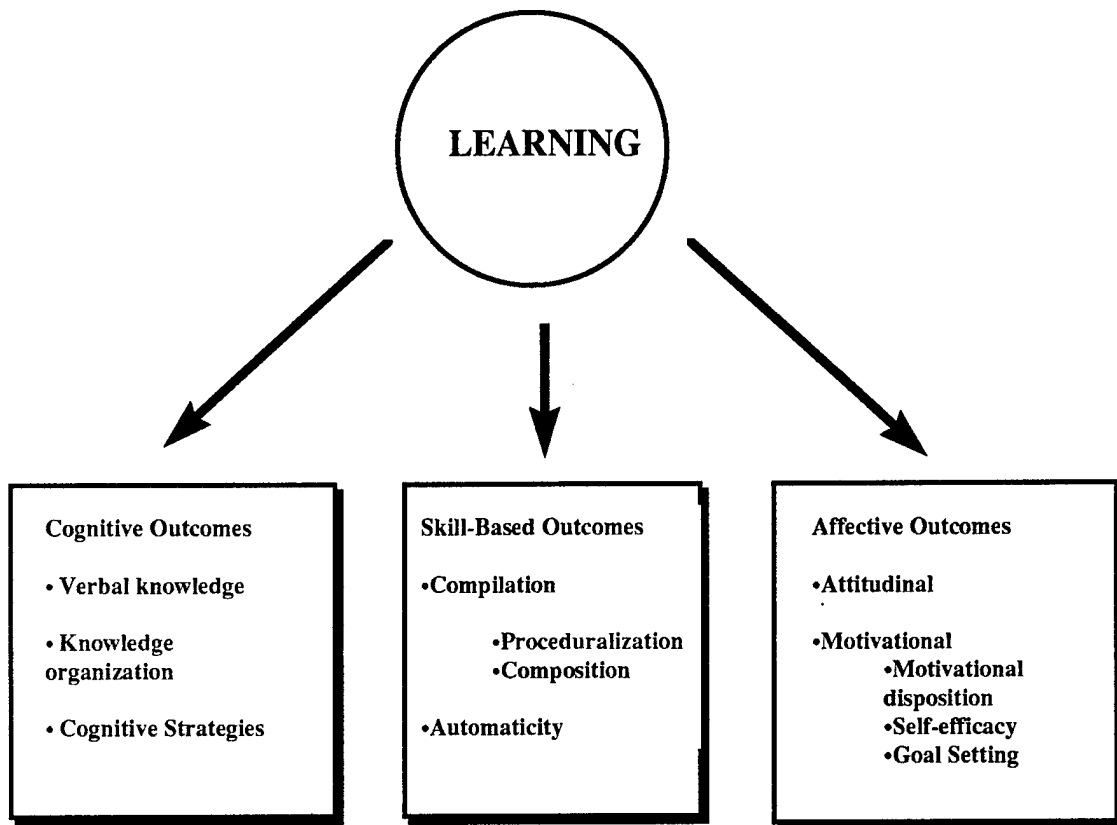 LEARNING
Cognitive Outcomes
• Verbal knowledge
• Knowledge
organization
• Cognitive Strategies
Skill-Based Outcomes
•Compilation
•Proceduralization
•Composition
•Automaticity
Affective Outcomes
•Attitudinal
•Motivational
•Motivational
disposition
•Self-efficacy
•Goal Setting